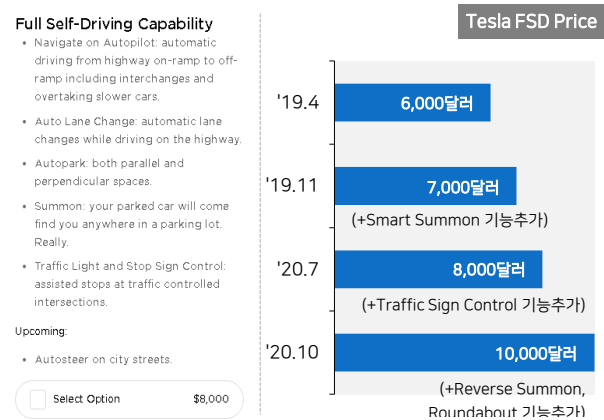 Full Self-Driving Capability
• Navigate on Autopilot: automatic
driving from highway on-ramp to off-
ramp including interchanges and
overtaking slower cars.
• Auto Lane Change: automatic lane
changes while driving on the highway.
• Autopark: both parallel and
perpendicular spaces.
• Summon: your parked car will come
find you anywhere in a parking lot.
Really.
• Traffic Light and Stop Sign Control:
assisted stops at traffic controlled
intersections.
Upcoming:
• Autosteer on city streets.
Select Option $8,000
Tesla FSD Price
'19.4 6,000달러
'19.11 7,000달러
(+Smart Summon 기능추가)
'20.7 8,000달러
(+Traffic Sign Control 기능추가)
'20.10 10,000달러
(+Reverse Summon,
Roundabout 기능추가)